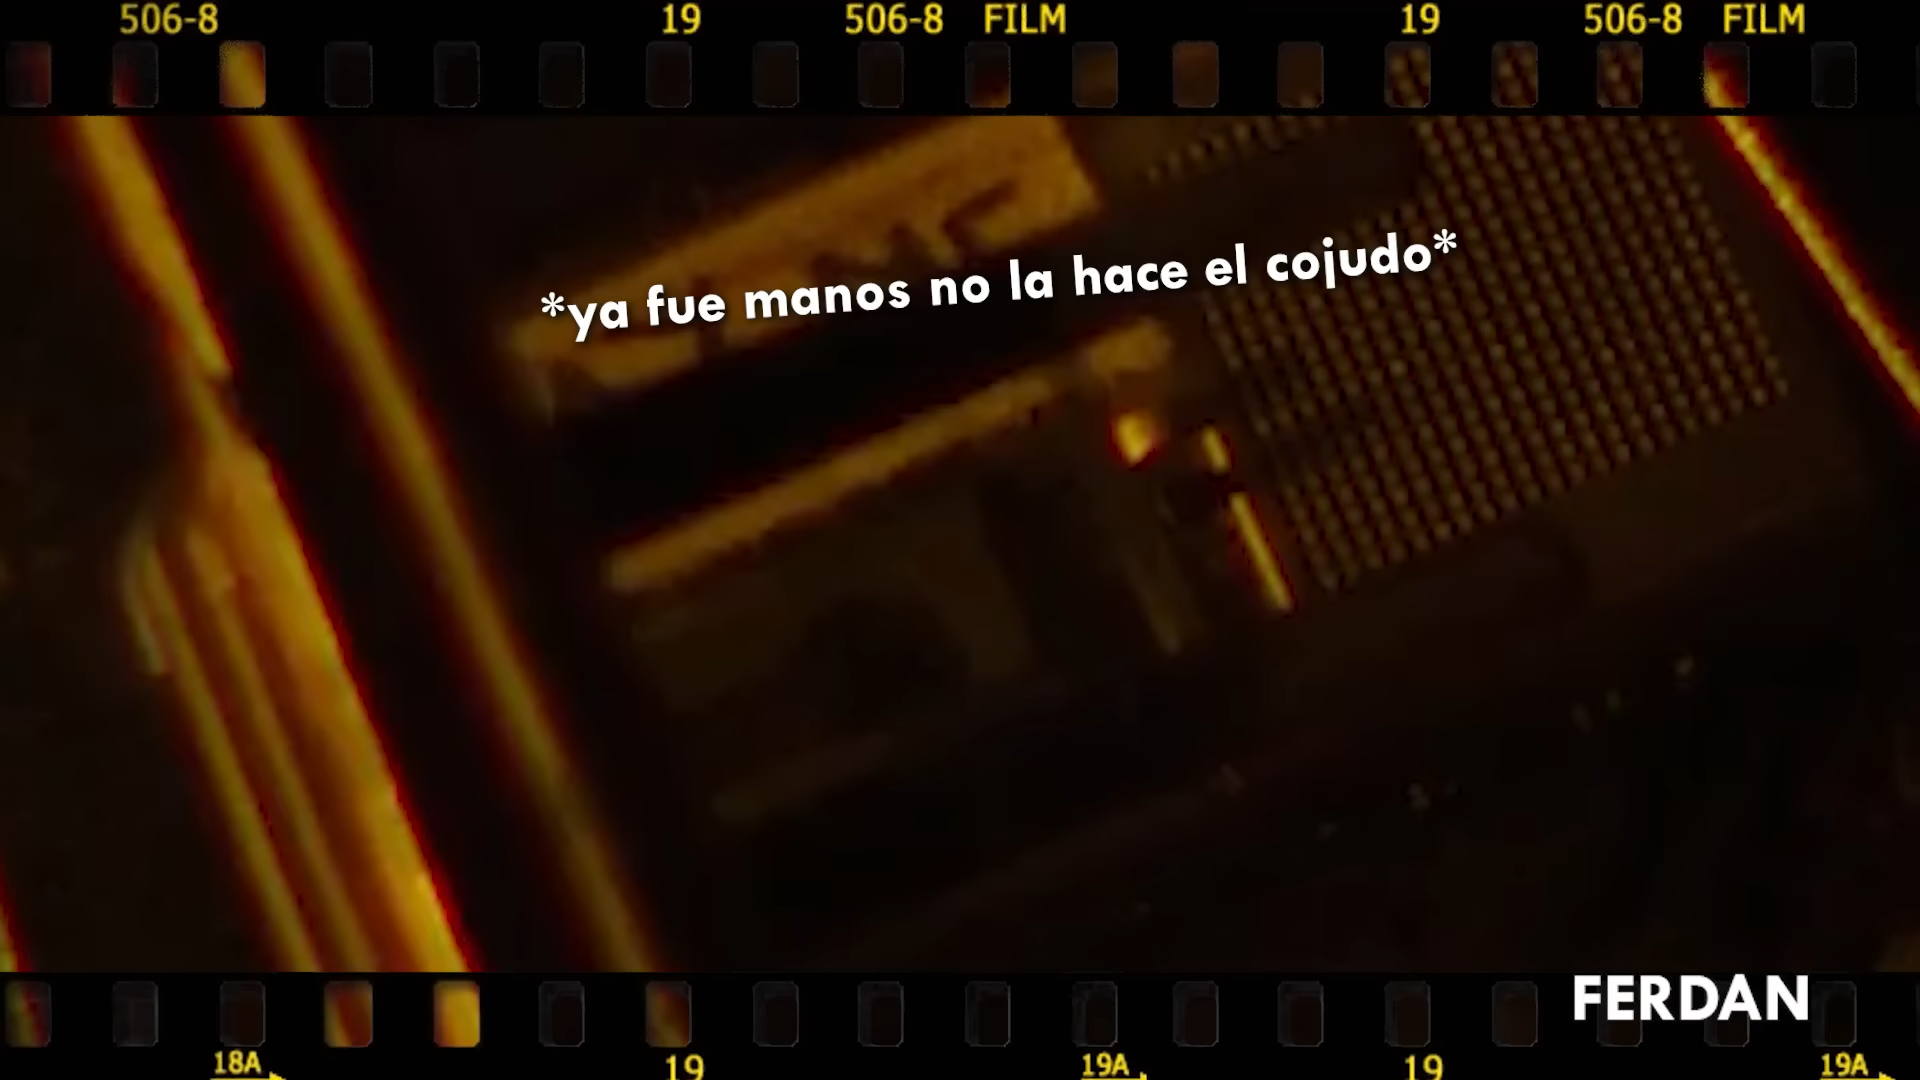 506-8 19 506-8 FILM 19 506-8 FILM
*ya fue manos no la hace el cojudo*
FERDAN
18A 19 19A 19 19A